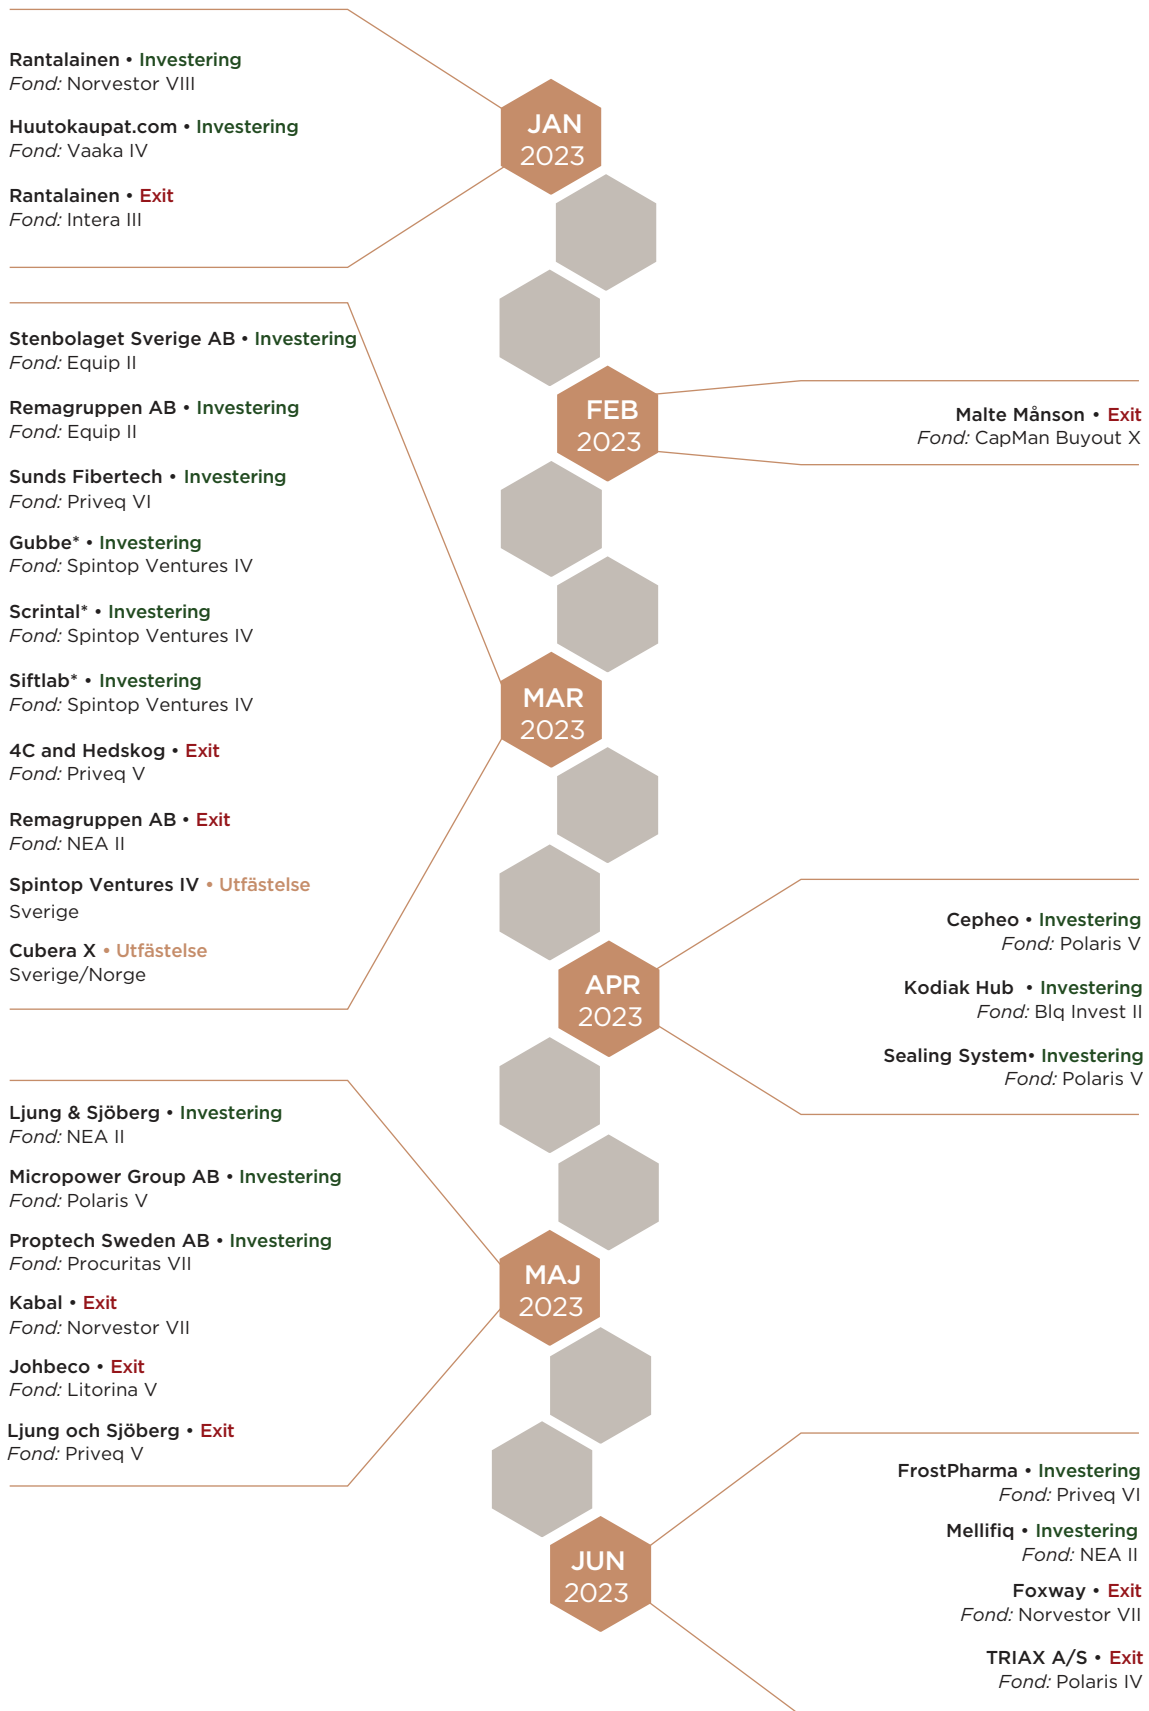 Rantalainen • Investering
Fond: Norvestor VIII
Huutokaupat.com • Investering
Fond: Vaaka IV
Rantalainen • Exit
Fond: Intera III
JAN
2023
FEB
2023
Malte Månson • Exit
Fond: CapMan Buyout X
Stenbolaget Sverige AB • Investering
Fond: Equip II
Remagruppen AB • Investering
Fond: Equip II
Sunds Fibertech • Investering
Fond: Priveq VI
Gubbe* • Investering
Fond: Spintop Ventures IV
Scrintal* • Investering
Fond: Spintop Ventures IV
Siftlab* • Investering
Fond: Spintop Ventures IV
4C and Hedskog • Exit
Fond: Priveq V
Remagruppen AB • Exit
Fond: NEA II
Spintop Ventures IV • Utfästelse
Sverige
Cubera X • Utfästelse
Sverige/Norge
MAR
2023
APR
2023
Cepheo • Investering
Fond: Polaris V
Kodiak Hub • Investering
Fond: Blq Invest II
Sealing System• Investering
Fond: Polaris V
Ljung & Sjöberg • Investering
Fond: NEA II
Micropower Group AB • Investering
Fond: Polaris V
Proptech Sweden AB • Investering
Fond: Procuritas VII
Kabal • Exit
Fond: Norvestor VII
Johbeco • Exit
Fond: Litorina V
Ljung och Sjöberg • Exit
Fond: Priveq V
MAJ
2023
JUN
2023
FrostPharma • Investering
Fond: Priveq VI
Mellifiq • Investering
Fond: NEA II
Foxway • Exit
Fond: Norvestor VII
TRIAX A/S • Exit
Fond: Polaris IV